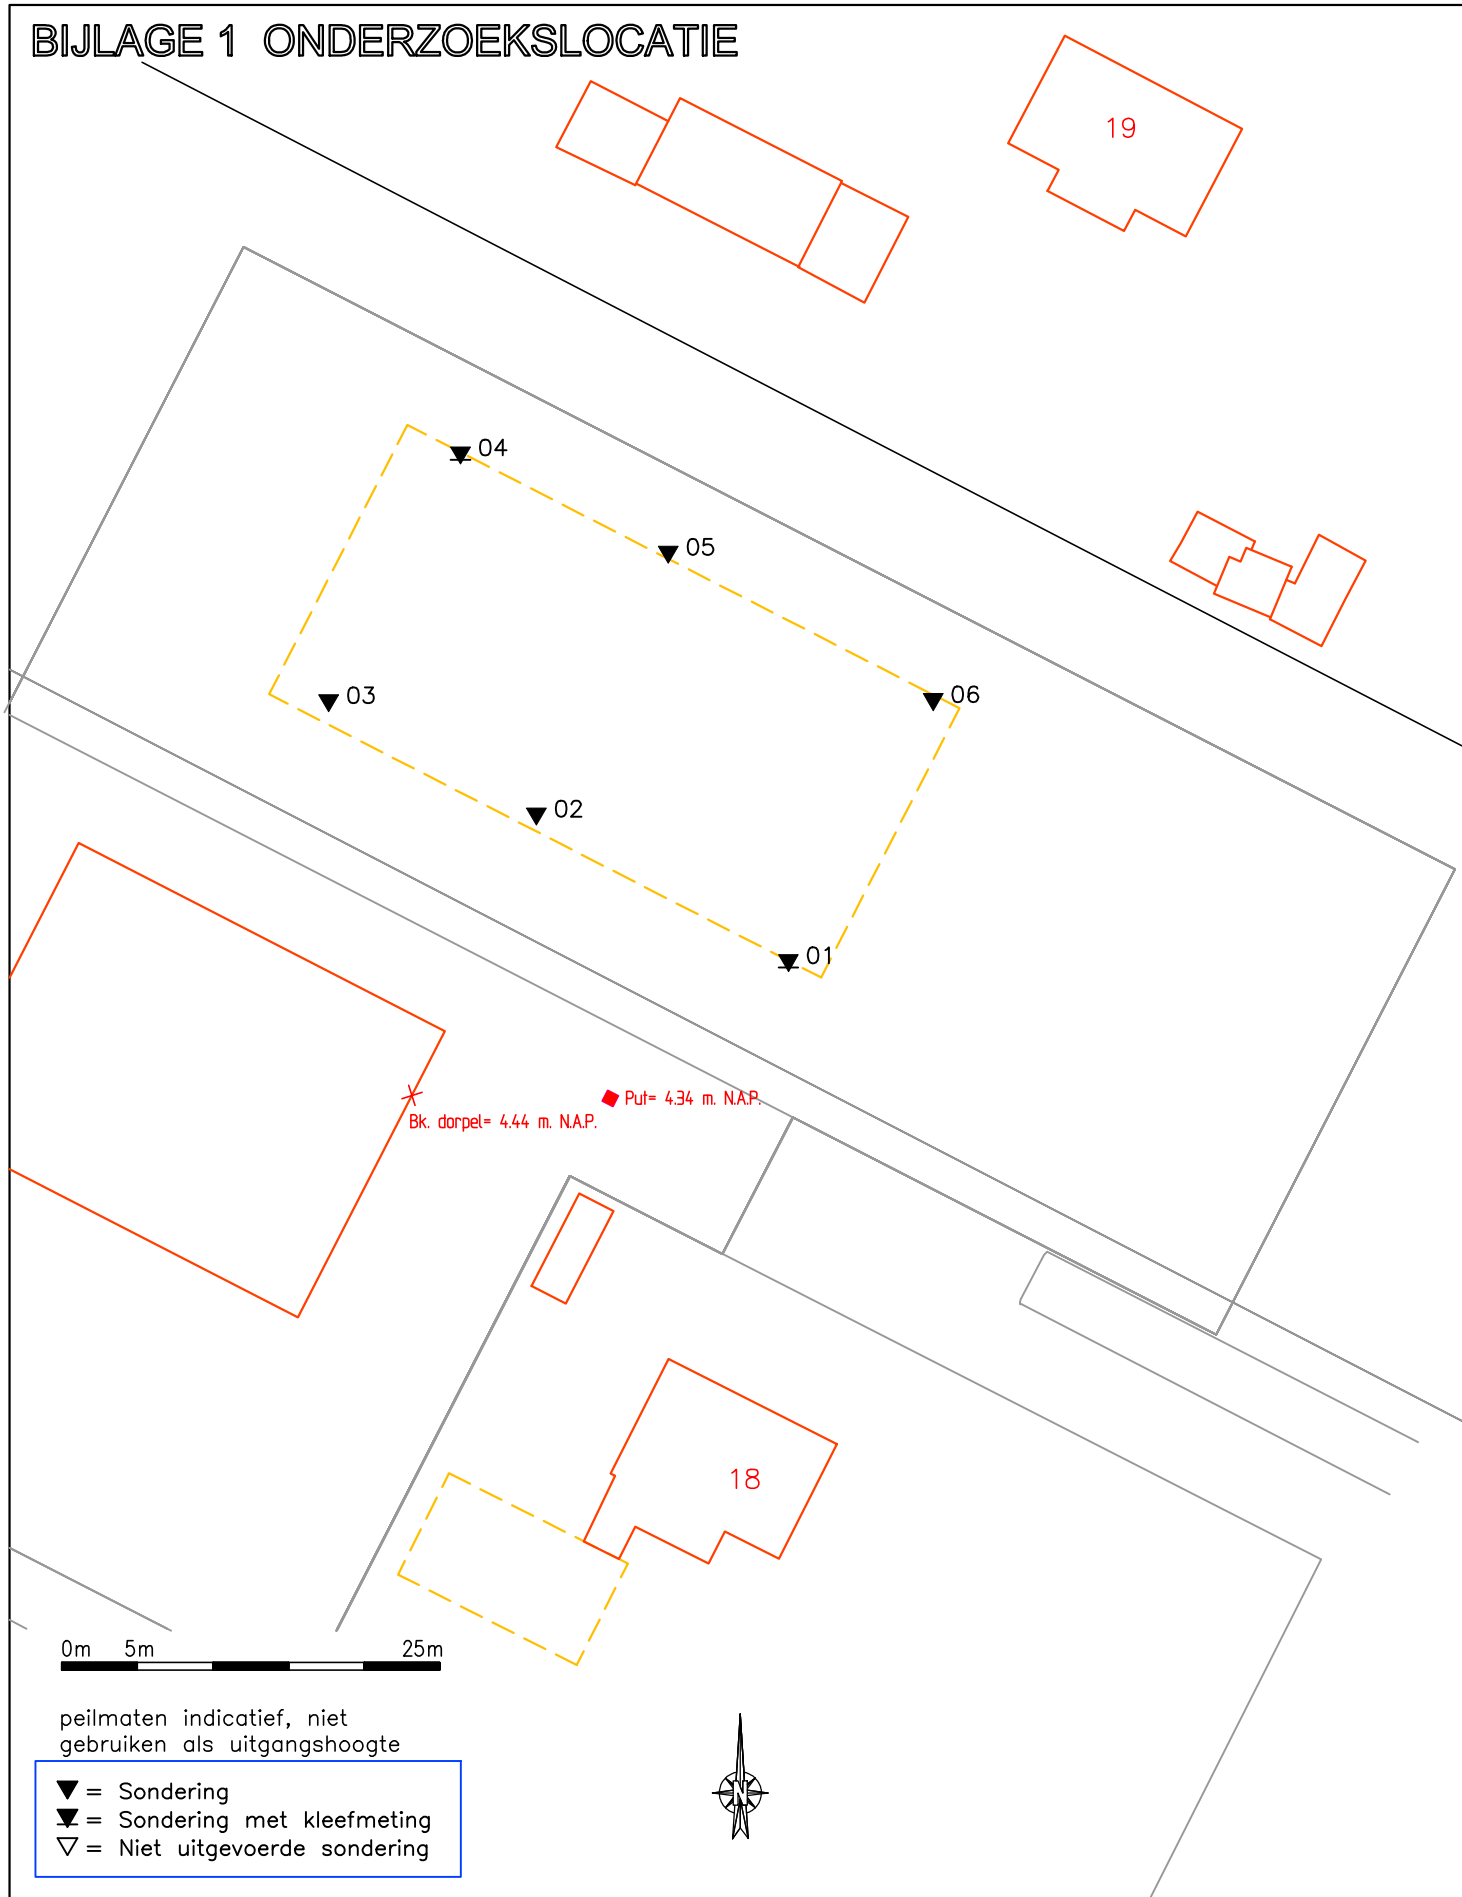 BIJLAGE 1 ONDERZOEKSLOCATIE
19
04
05
06
03
02
01
Put= 4.34 m. N.A.P.
Bk. dorpel= 4.44 m. N.A.P.
18
0m 5m 25m
peilmaten indicatief, niet
gebruiken als uitgangshoogte
= Sondering
= Sondering met kleefmeting
= Niet uitgevoerde sondering
N